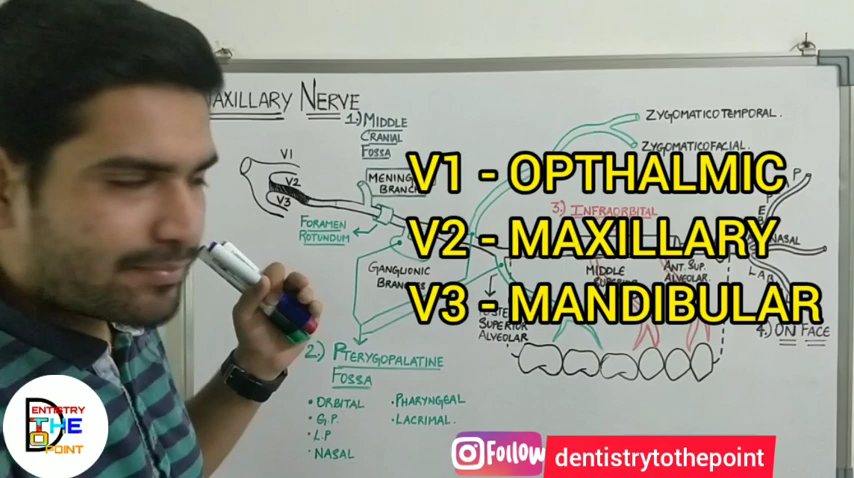 MAXILLARY NERVE
1.) MIDDLE
CRANIAL
FOSSA
V1
V2
V3
MENING
BRANCH
FORAMEN
ROTUNDUM
GANGLIONIC
BRANCHES
ZYGOMATICOTEMPORAL.
ZYGOMATICOFACIAL.
V1 - OPTHALMIC
V2 - MAXILLARY
V3 - MANDIBULAR
3.) INFRAORBITAL
NASAL
LAB
MIDDLE
ANT. SUP.
ALVEOLAR.
SUPERIOR
ALVEOLAR
4.) ON FACE
2.) PTERYGOPALATINE
FOSSA
• ORBITAL
• G.P.
• L.P
• NASAL
• PHARYNGEAL
• LACRIMAL.
DENTISTRY
THE
TO
POINT
Follow
dentistrytothepoint